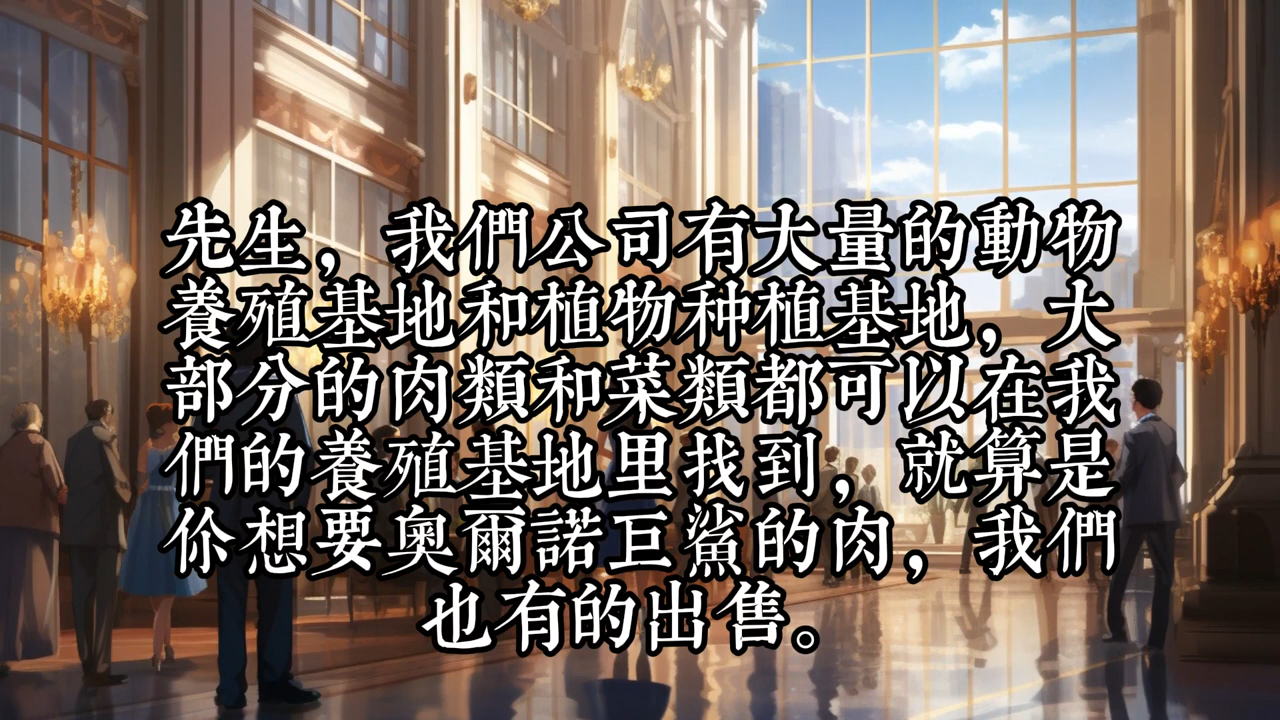 先生，我們公司有大量的動物
養殖基地和植物种植基地，大
部分的肉類和菜類都可以在我
們的養殖基地里找到，就算是
伱想要奧爾諾巨鯊的肉，我們
也有的出售。